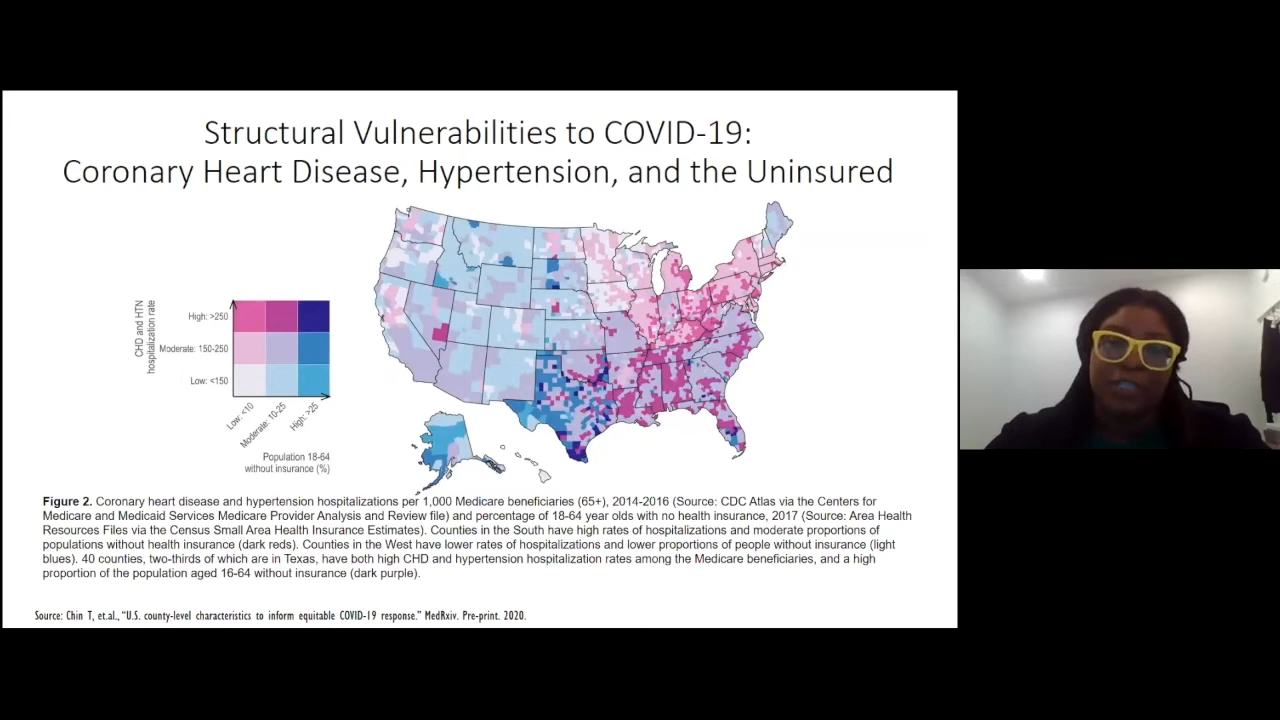 Structural Vulnerabilities to COVID-19:
Coronary Heart Disease, Hypertension, and the Uninsured
CHD and HTN
hospitalization rate
High: >250
Moderate: 150-250
Low: <150
Low: <10
Moderate: 10-25
High: >25
Population 18-64
without insurance (%)
Figure 2. Coronary heart disease and hypertension hospitalizations per 1,000 Medicare beneficiaries (65+), 2014-2016 (Source: CDC Atlas via the Centers for
Medicare and Medicaid Services Medicare Provider Analysis and Review file) and percentage of 18-64 year olds with no health insurance, 2017 (Source: Area Health
Resources Files via the Census Small Area Health Insurance Estimates). Counties in the South have high rates of hospitalizations and moderate proportions of
populations without health insurance (dark reds). Counties in the West have lower rates of hospitalizations and lower proportions of people without insurance (light
blues). 40 counties, two-thirds of which are in Texas, have both high CHD and hypertension hospitalization rates among the Medicare beneficiaries, and a high
proportion of the population aged 16-64 without insurance (dark purple).
Source: Chin T, et.al., “U.S. county-level characteristics to inform equitable COVID-19 response.” MedRxiv. Pre-print. 2020.